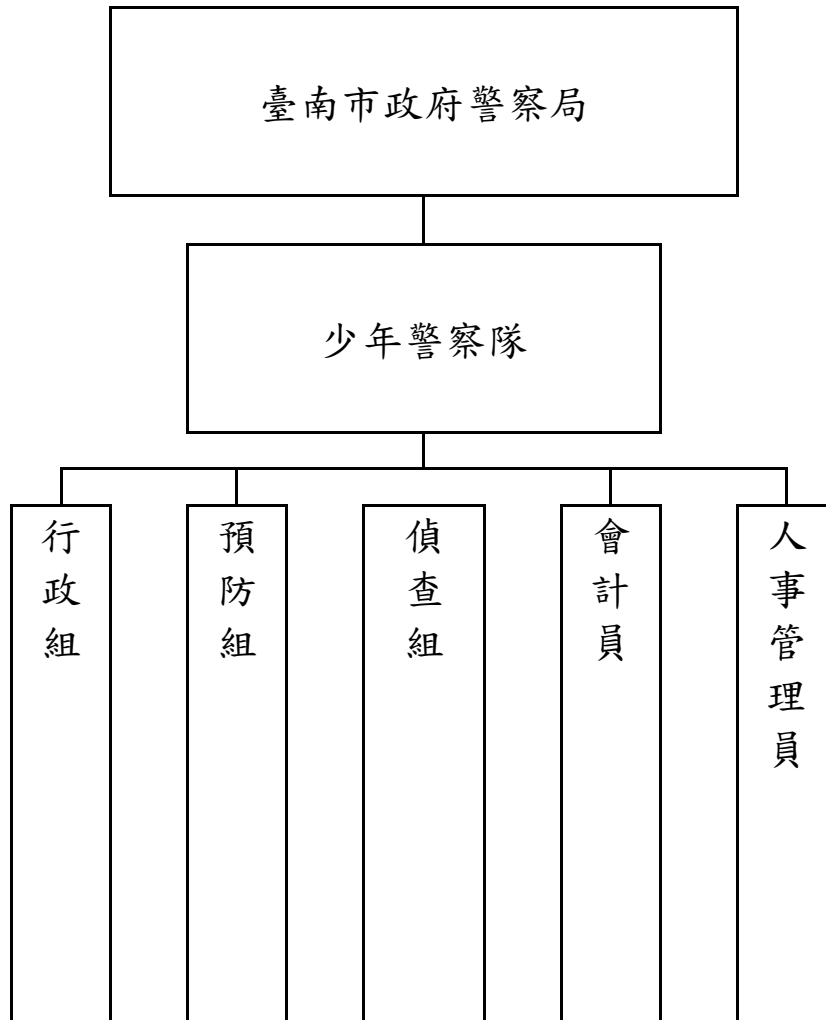 臺南市政府警察局
少年警察隊
行政組
預防組
偵查組
會計員
人事管理員